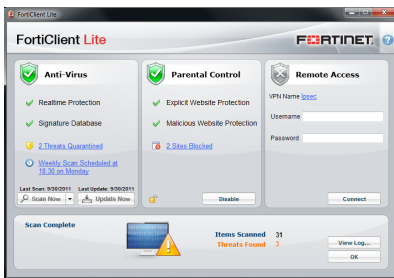 FortiClient Lite
FortiClient Lite
FORTINET
Anti-Virus
Realtime Protection
Signature Database
2 Threats Quarantined
Weekly Scan Scheduled at
18:30 on Monday
Last Scan: 9/30/2011 Last Update: 9/30/2011
Scan Now
Update Now
Parental Control
Explicit Website Protection
Malicious Website Protection
2 Sites Blocked
Disable
Remote Access
VPN Name Ipsec
Username
Password
Connect
Scan Complete
Items Scanned 31
Threats Found 3
View Log...
OK